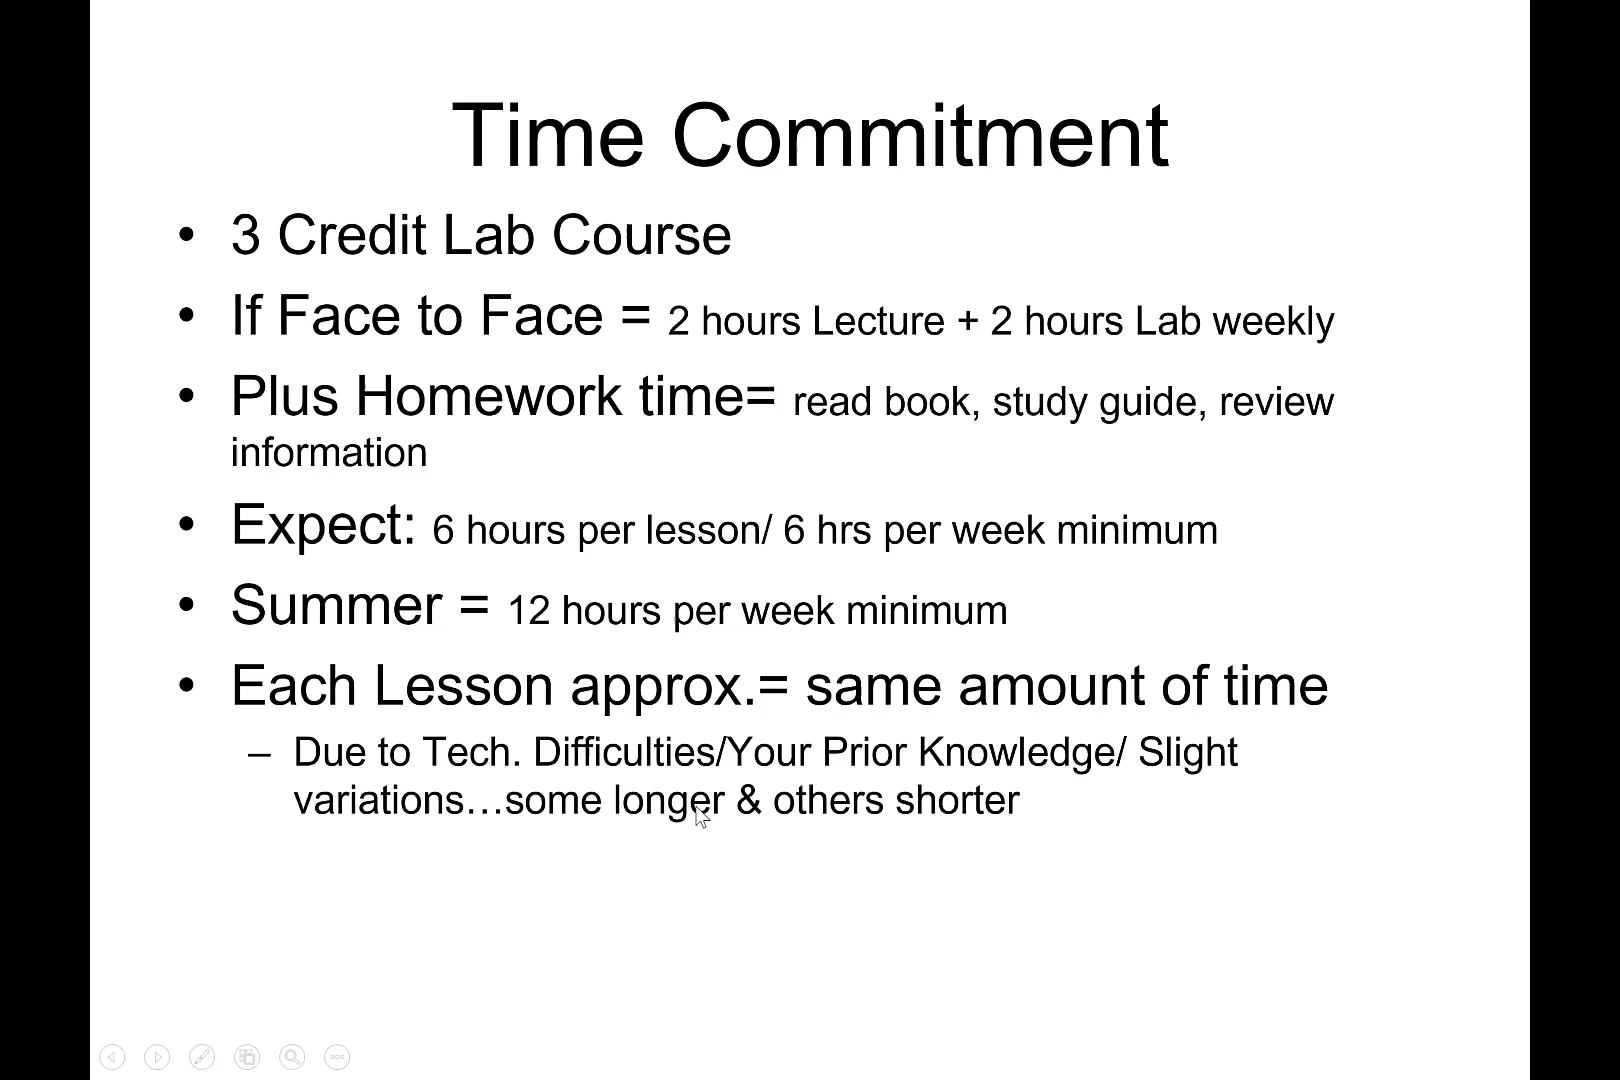 Time Commitment
• 3 Credit Lab Course
• If Face to Face = 2 hours Lecture + 2 hours Lab weekly
• Plus Homework time= read book, study guide, review
information
• Expect: 6 hours per lesson/ 6 hrs per week minimum
• Summer = 12 hours per week minimum
• Each Lesson approx.= same amount of time
– Due to Tech. Difficulties/Your Prior Knowledge/ Slight
variations…some longer & others shorter